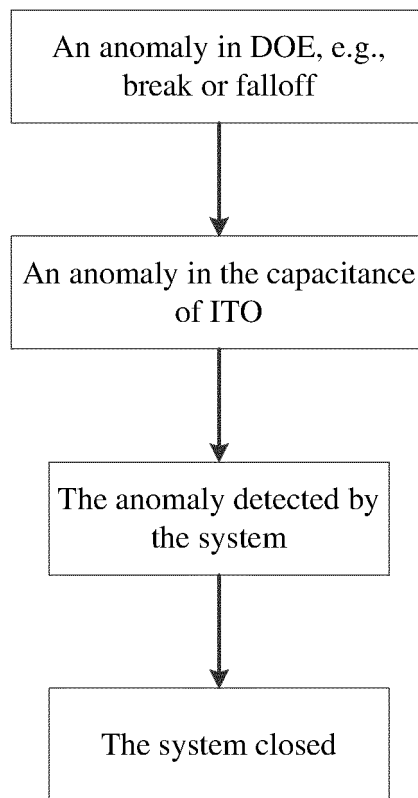 An anomaly in DOE, e.g.,
break or falloff
An anomaly in the capacitance
of ITO
The anomaly detected by
the system
The system closed